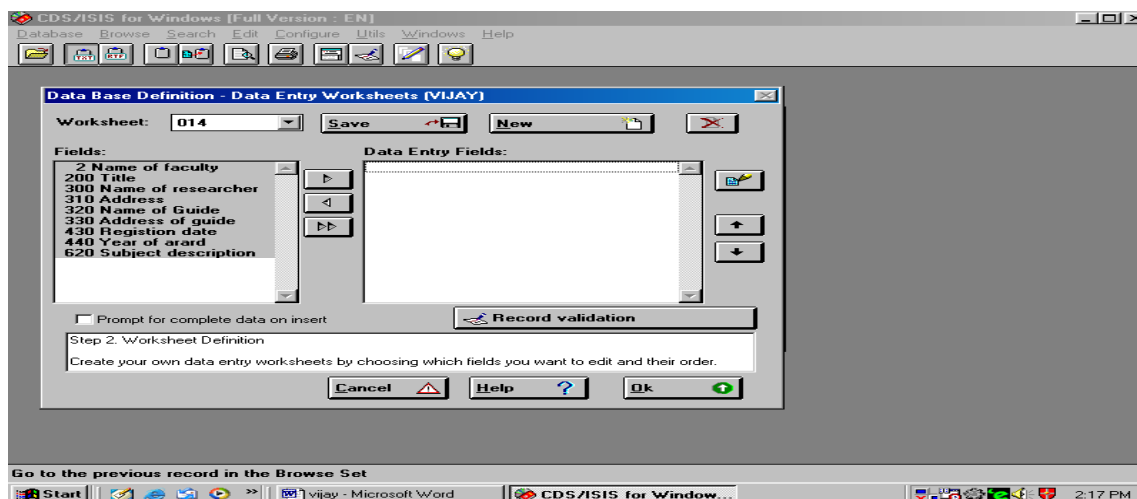 CDS/ISIS for Windows [Full Version : EN]
Database Browse Search Edit Configure Utils Windows Help
TXT RTF
Data Base Definition - Data Entry Worksheets (VIJAY)
Worksheet: 014 Save New
Fields: Data Entry Fields:
2 Name of faculty
200 Title
300 Name of researcher
310 Address
320 Name of Guide
330 Address of guide
430 Registion date
440 Year of arard
620 Subject description
Prompt for complete data on insert
Record validation
Step 2. Worksheet Definition
Create your own data entry worksheets by choosing which fields you want to edit and their order.
Cancel Help ? Ok
Go to the previous record in the Browse Set
Start » vijay - Microsoft Word CDS/ISIS for Window... 2:17 PM